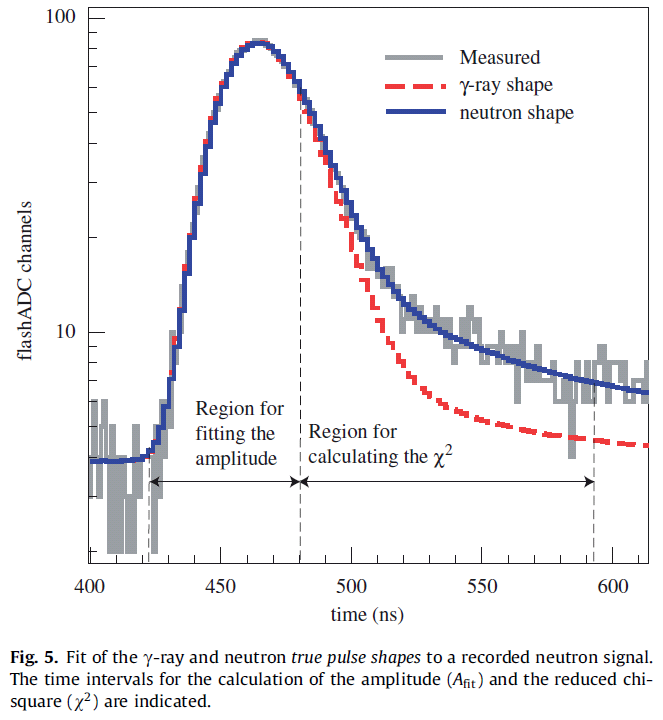 100
Measured
γ-ray shape
neutron shape
flashADC channels
10
Region for
fitting the
amplitude
Region for
calculating the χ²
400
450
500
550
600
time (ns)
Fig. 5. Fit of the γ-ray and neutron true pulse shapes to a recorded neutron signal.
The time intervals for the calculation of the amplitude (Afit) and the reduced chi-
square (χ²) are indicated.